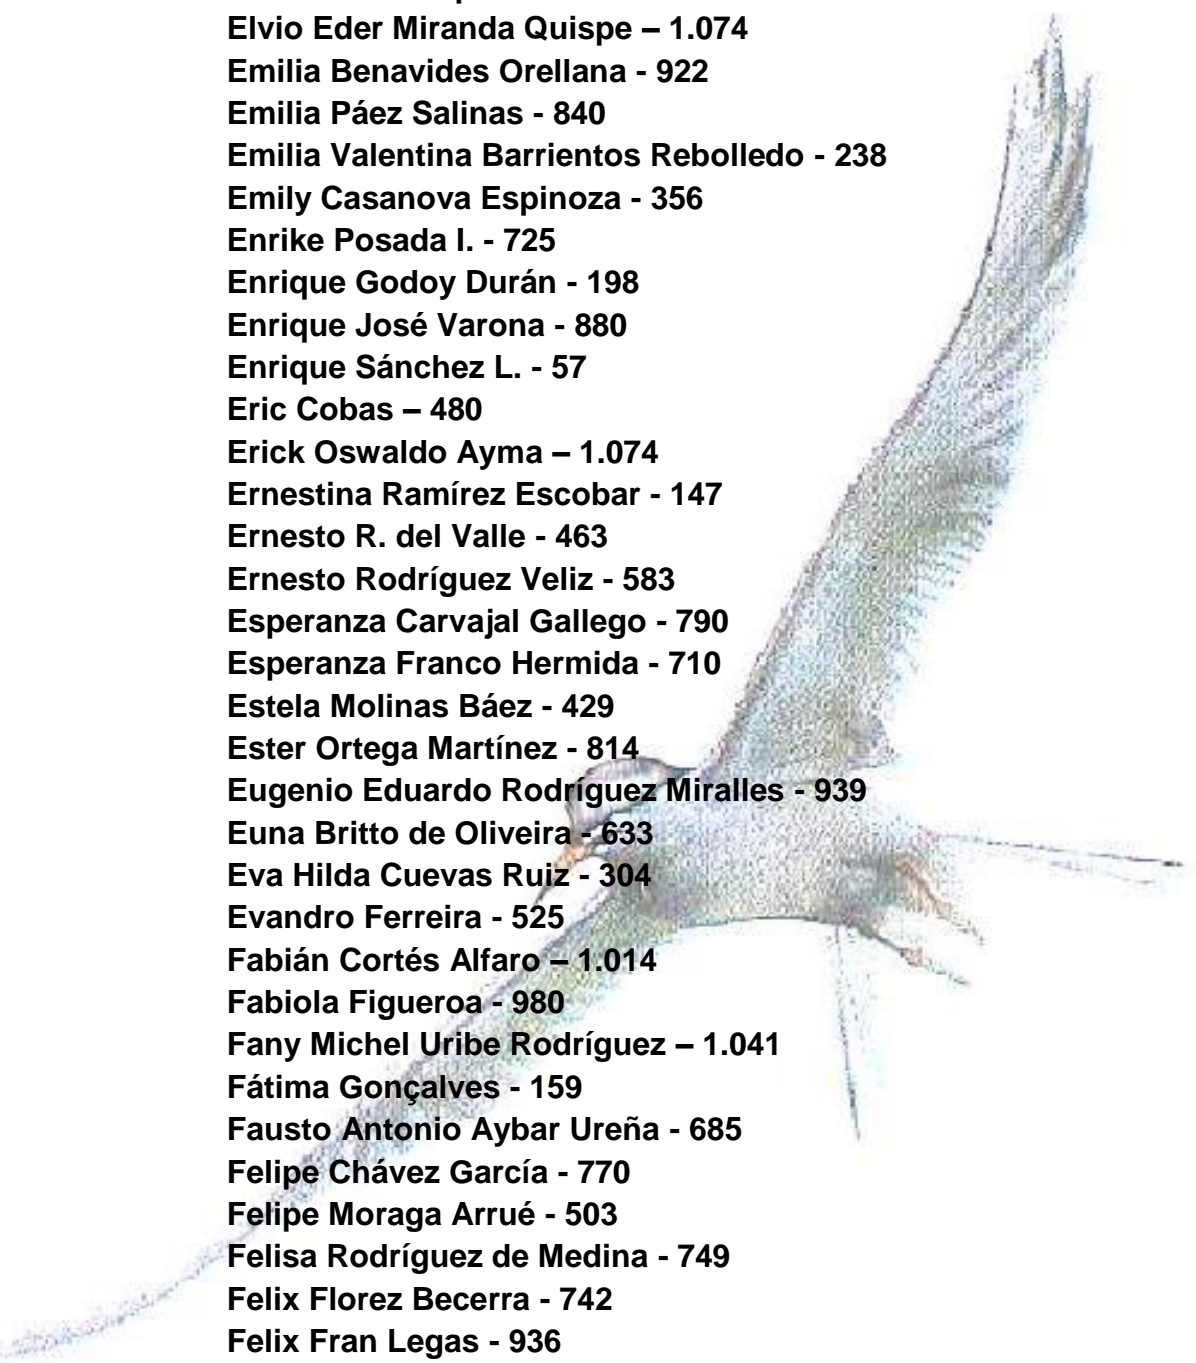 Elvio Eder Miranda Quispe – 1.074
Emilia Benavides Orellana - 922
Emilia Páez Salinas - 840
Emilia Valentina Barrientos Rebolledo - 238
Emily Casanova Espinoza - 356
Enrike Posada I. - 725
Enrique Godoy Durán - 198
Enrique José Varona - 880
Enrique Sánchez L. - 57
Eric Cobas – 480
Erick Oswaldo Ayma – 1.074
Ernestina Ramírez Escobar - 147
Ernesto R. del Valle - 463
Ernesto Rodríguez Veliz - 583
Esperanza Carvajal Gallego - 790
Esperanza Franco Hermida - 710
Estela Molinas Báez - 429
Ester Ortega Martínez - 814
Eugenio Eduardo Rodríguez Miralles - 939
Euna Britto de Oliveira - 633
Eva Hilda Cuevas Ruiz - 304
Evandro Ferreira - 525
Fabián Cortés Alfaro – 1.014
Fabiola Figueroa - 980
Fany Michel Uribe Rodríguez – 1.041
Fátima Gonçalves - 159
Fausto Antonio Aybar Ureña - 685
Felipe Chávez García - 770
Felipe Moraga Arrué - 503
Felisa Rodríguez de Medina - 749
Felix Florez Becerra - 742
Felix Fran Legas - 936